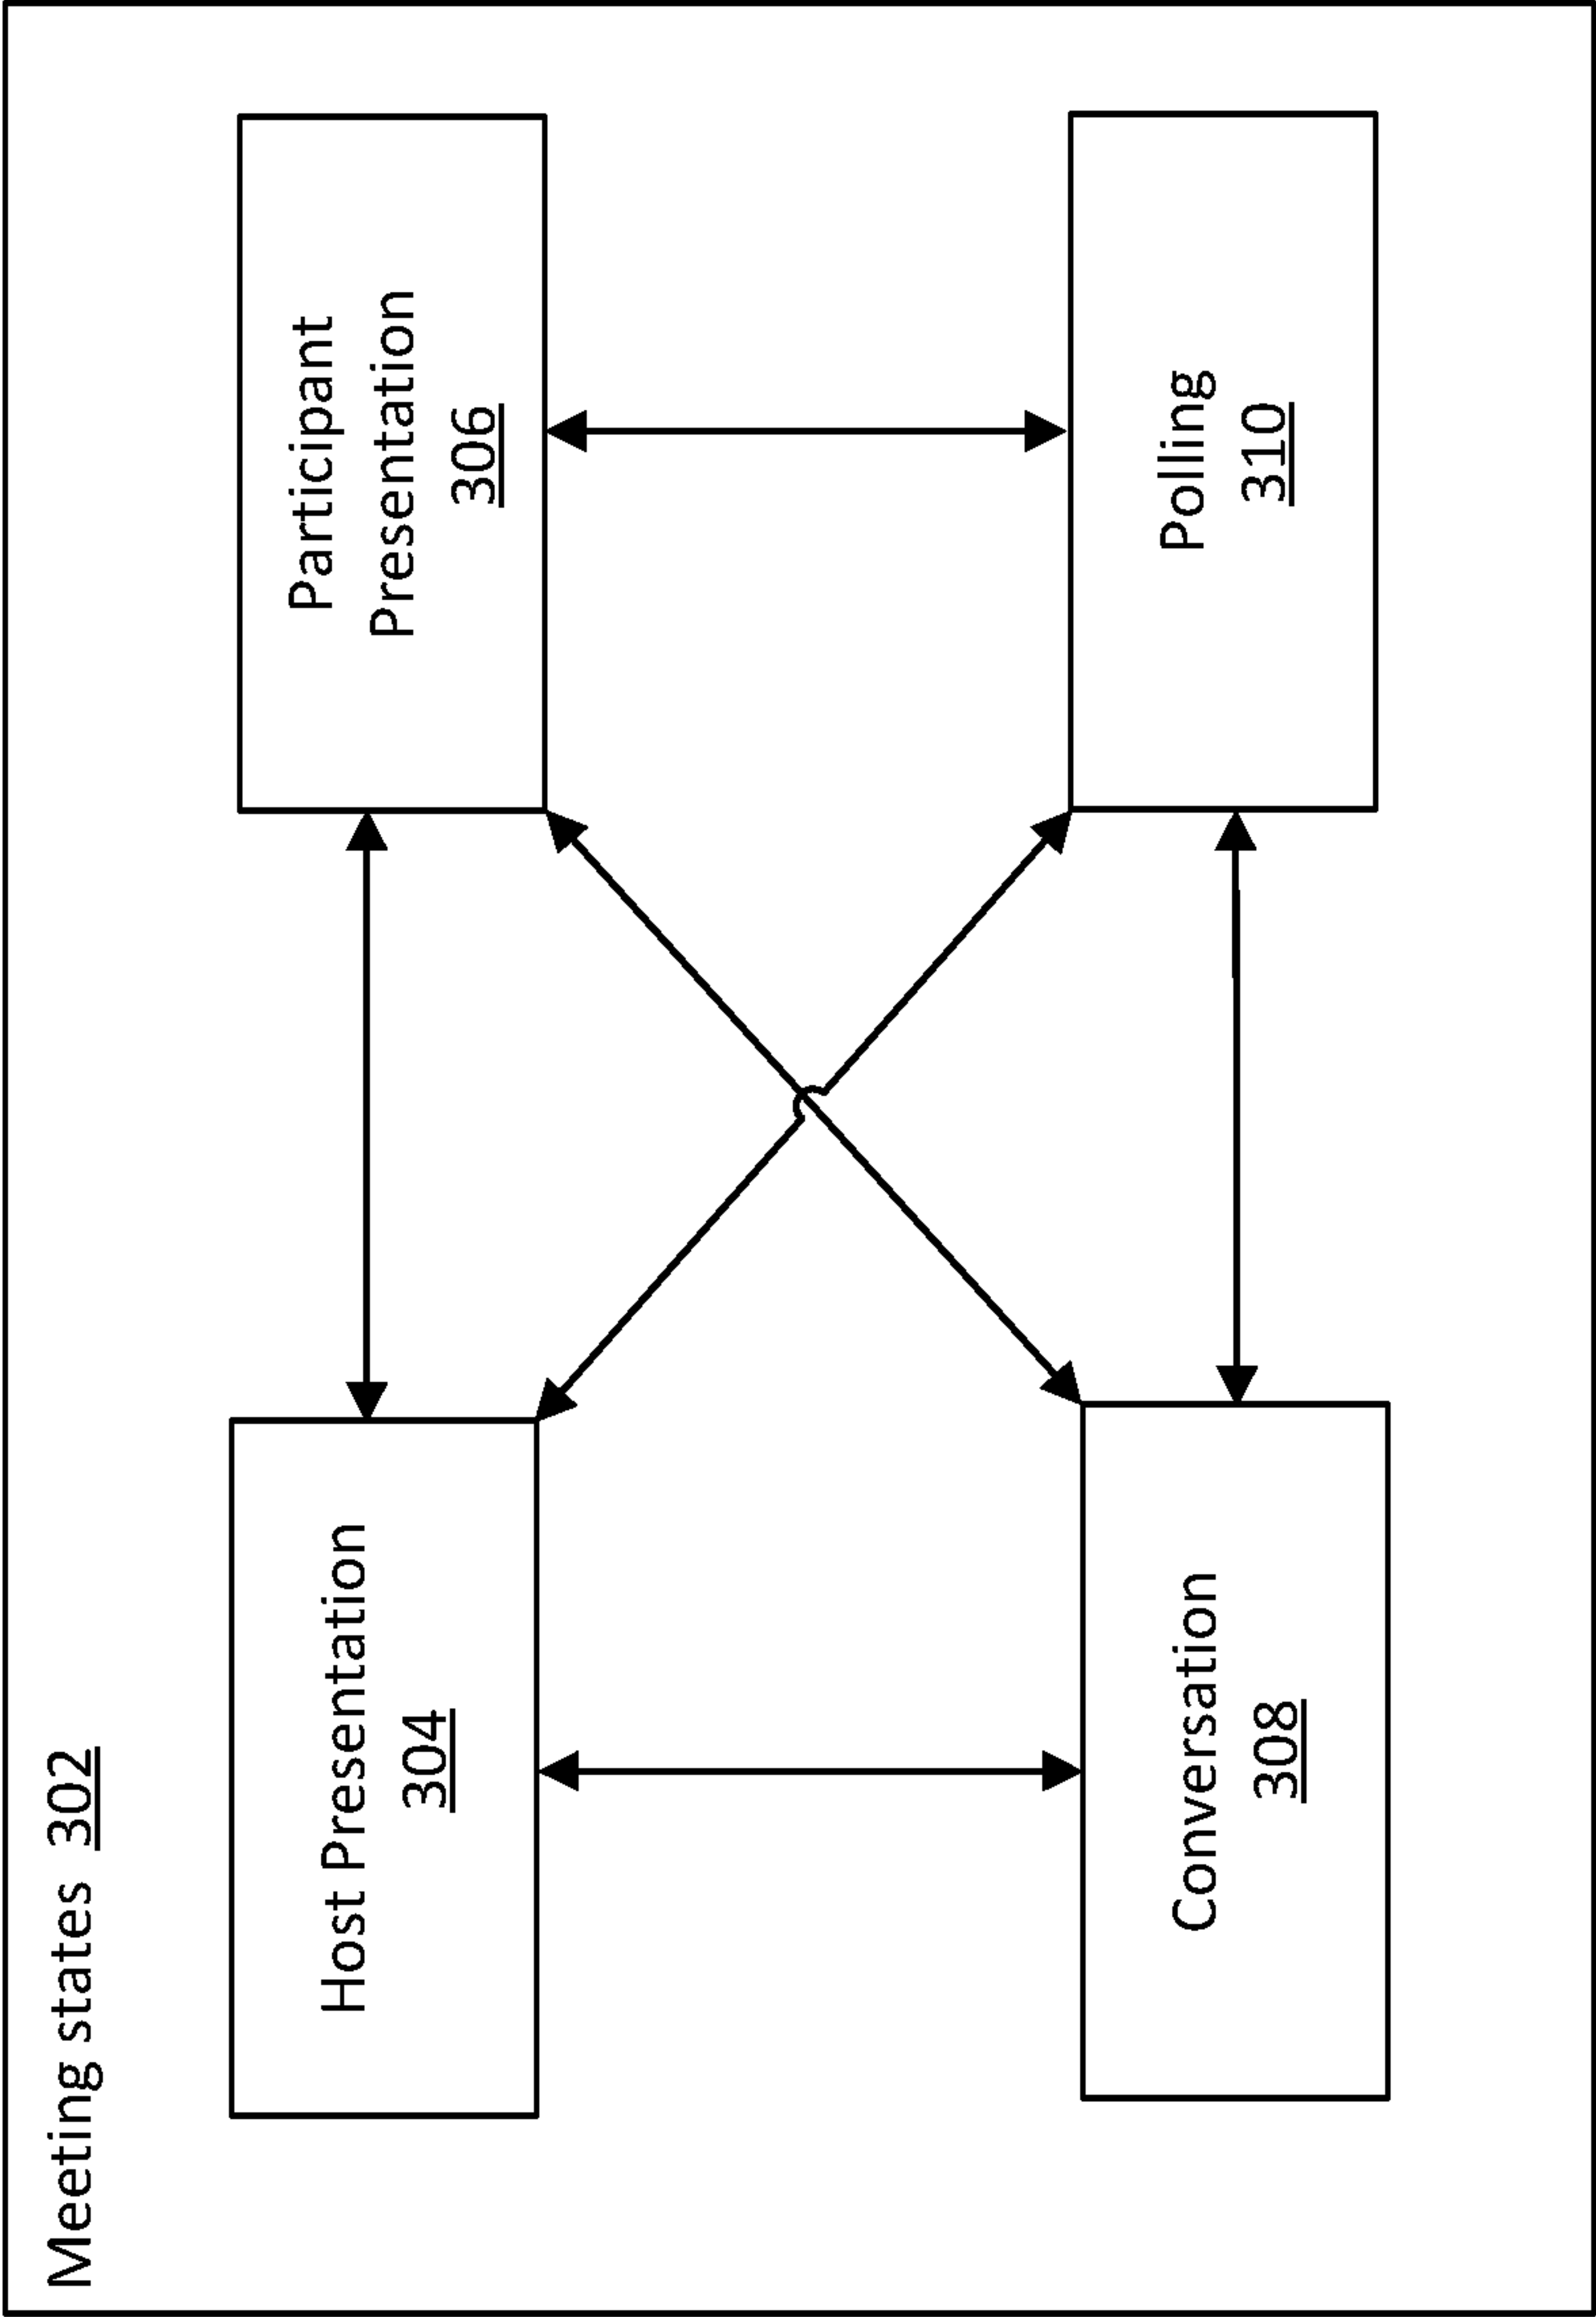 Meeting states 302
Host Presentation
304
Participant
Presentation
306
Conversation
308
Polling
310